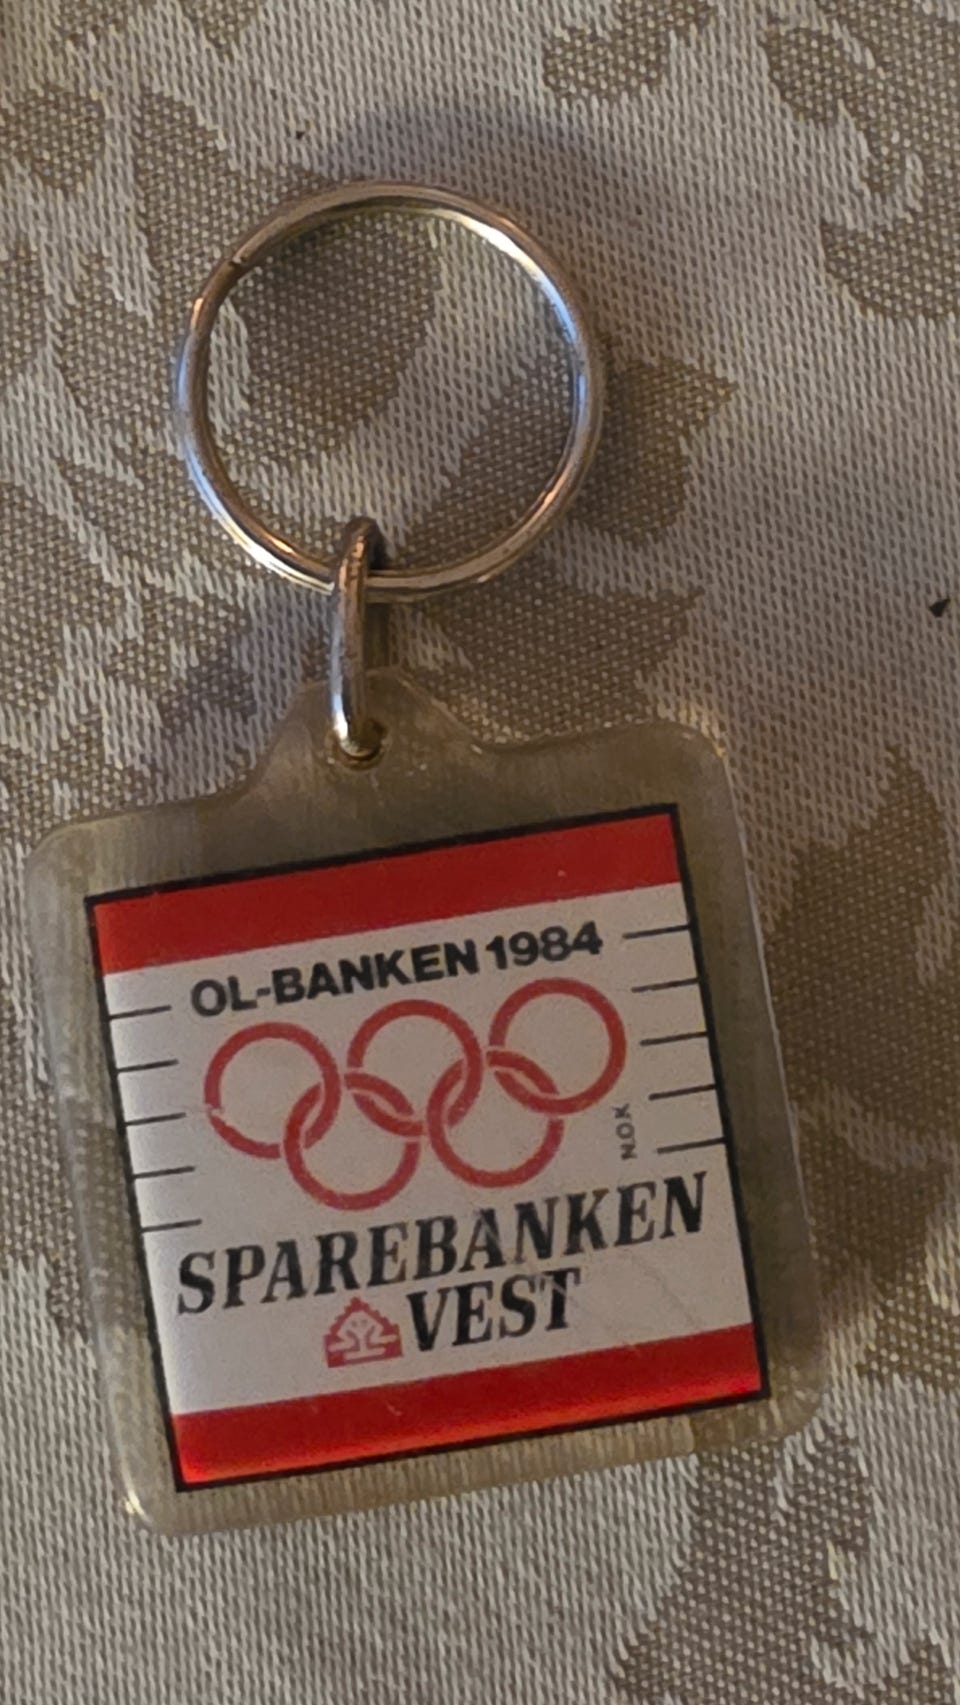 OL-BANKEN 1984
N.O.K
SPAREBANKEN
VEST